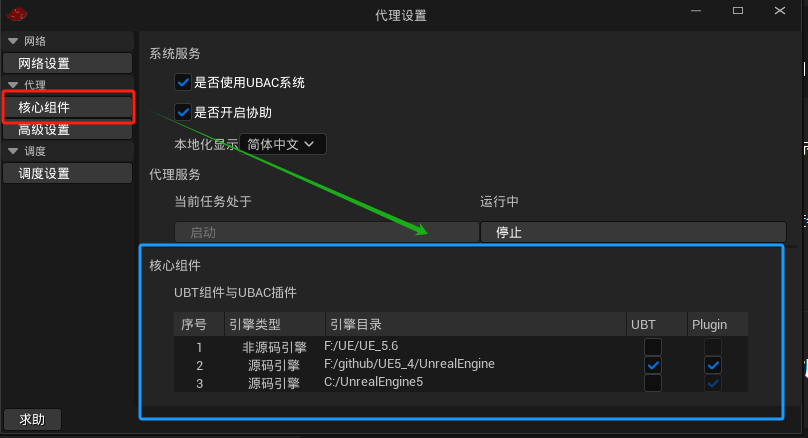 代理设置
网络
网络设置
代理
核心组件
高级设置
调度
调度设置
系统服务
是否使用UBAC系统
是否开启协助
本地化显示 简体中文
代理服务
当前任务处于 运行中
启动 停止
核心组件
UBT组件与UBAC插件
序号 引擎类型 引擎目录 UBT Plugin
1 非源码引擎 F:/UE/UE_5.6
2 源码引擎 F:/github/UE5_4/UnrealEngine
3 源码引擎 C:/UnrealEngine5
求助